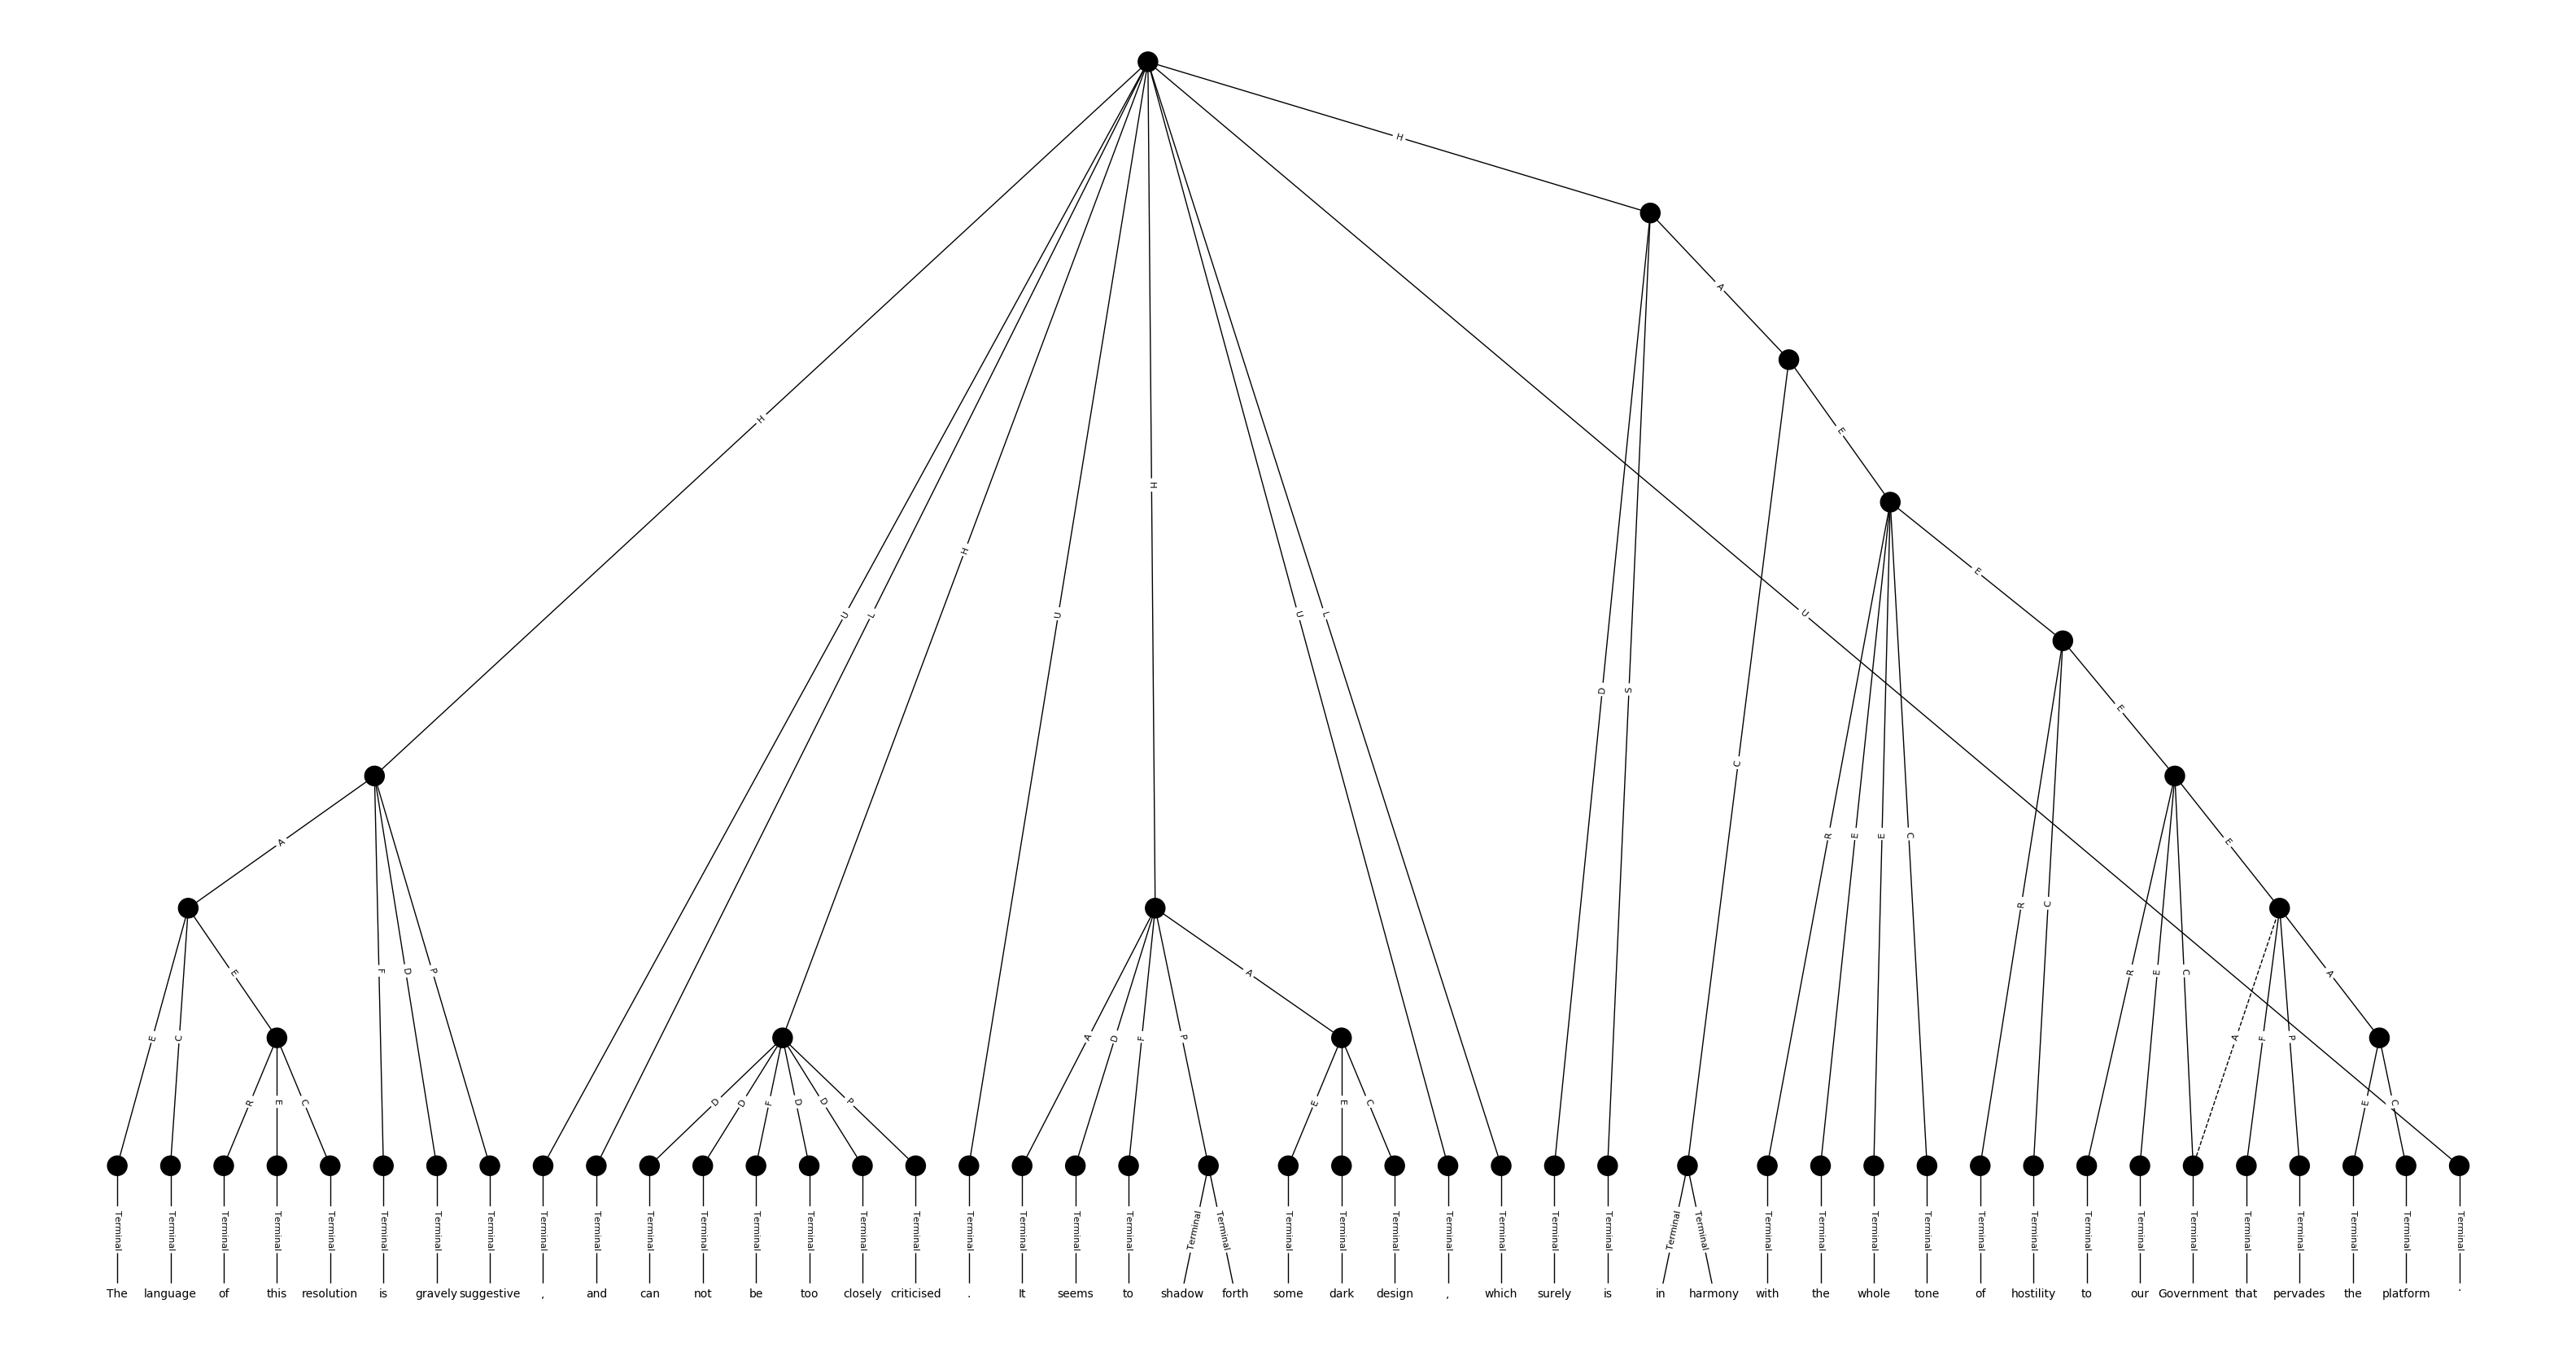 H
A
E
H
E
E
H
H
U
L
U
U
L
U
D
S
C
E
A
R
E
E
C
R
C
E
A
E
F
D
P
A
R
E
C
A
E
C
A
D
F
P
A
F
P
R
E
C
D
D
F
D
D
P
E
E
C
E
C
Terminal Terminal Terminal Terminal Terminal Terminal Terminal Terminal Terminal Terminal Terminal Terminal Terminal Terminal Terminal Terminal Terminal Terminal Terminal Terminal Terminal Terminal Terminal Terminal Terminal Terminal Terminal Terminal Terminal Terminal Terminal Terminal Terminal Terminal Terminal Terminal Terminal Terminal Terminal Terminal Terminal Terminal Terminal Terminal Terminal
The language of this resolution is gravely suggestive , and can not be too closely criticised . It seems to shadow forth some dark design , which surely is in harmony with the whole tone of hostility to our Government that pervades the platform .